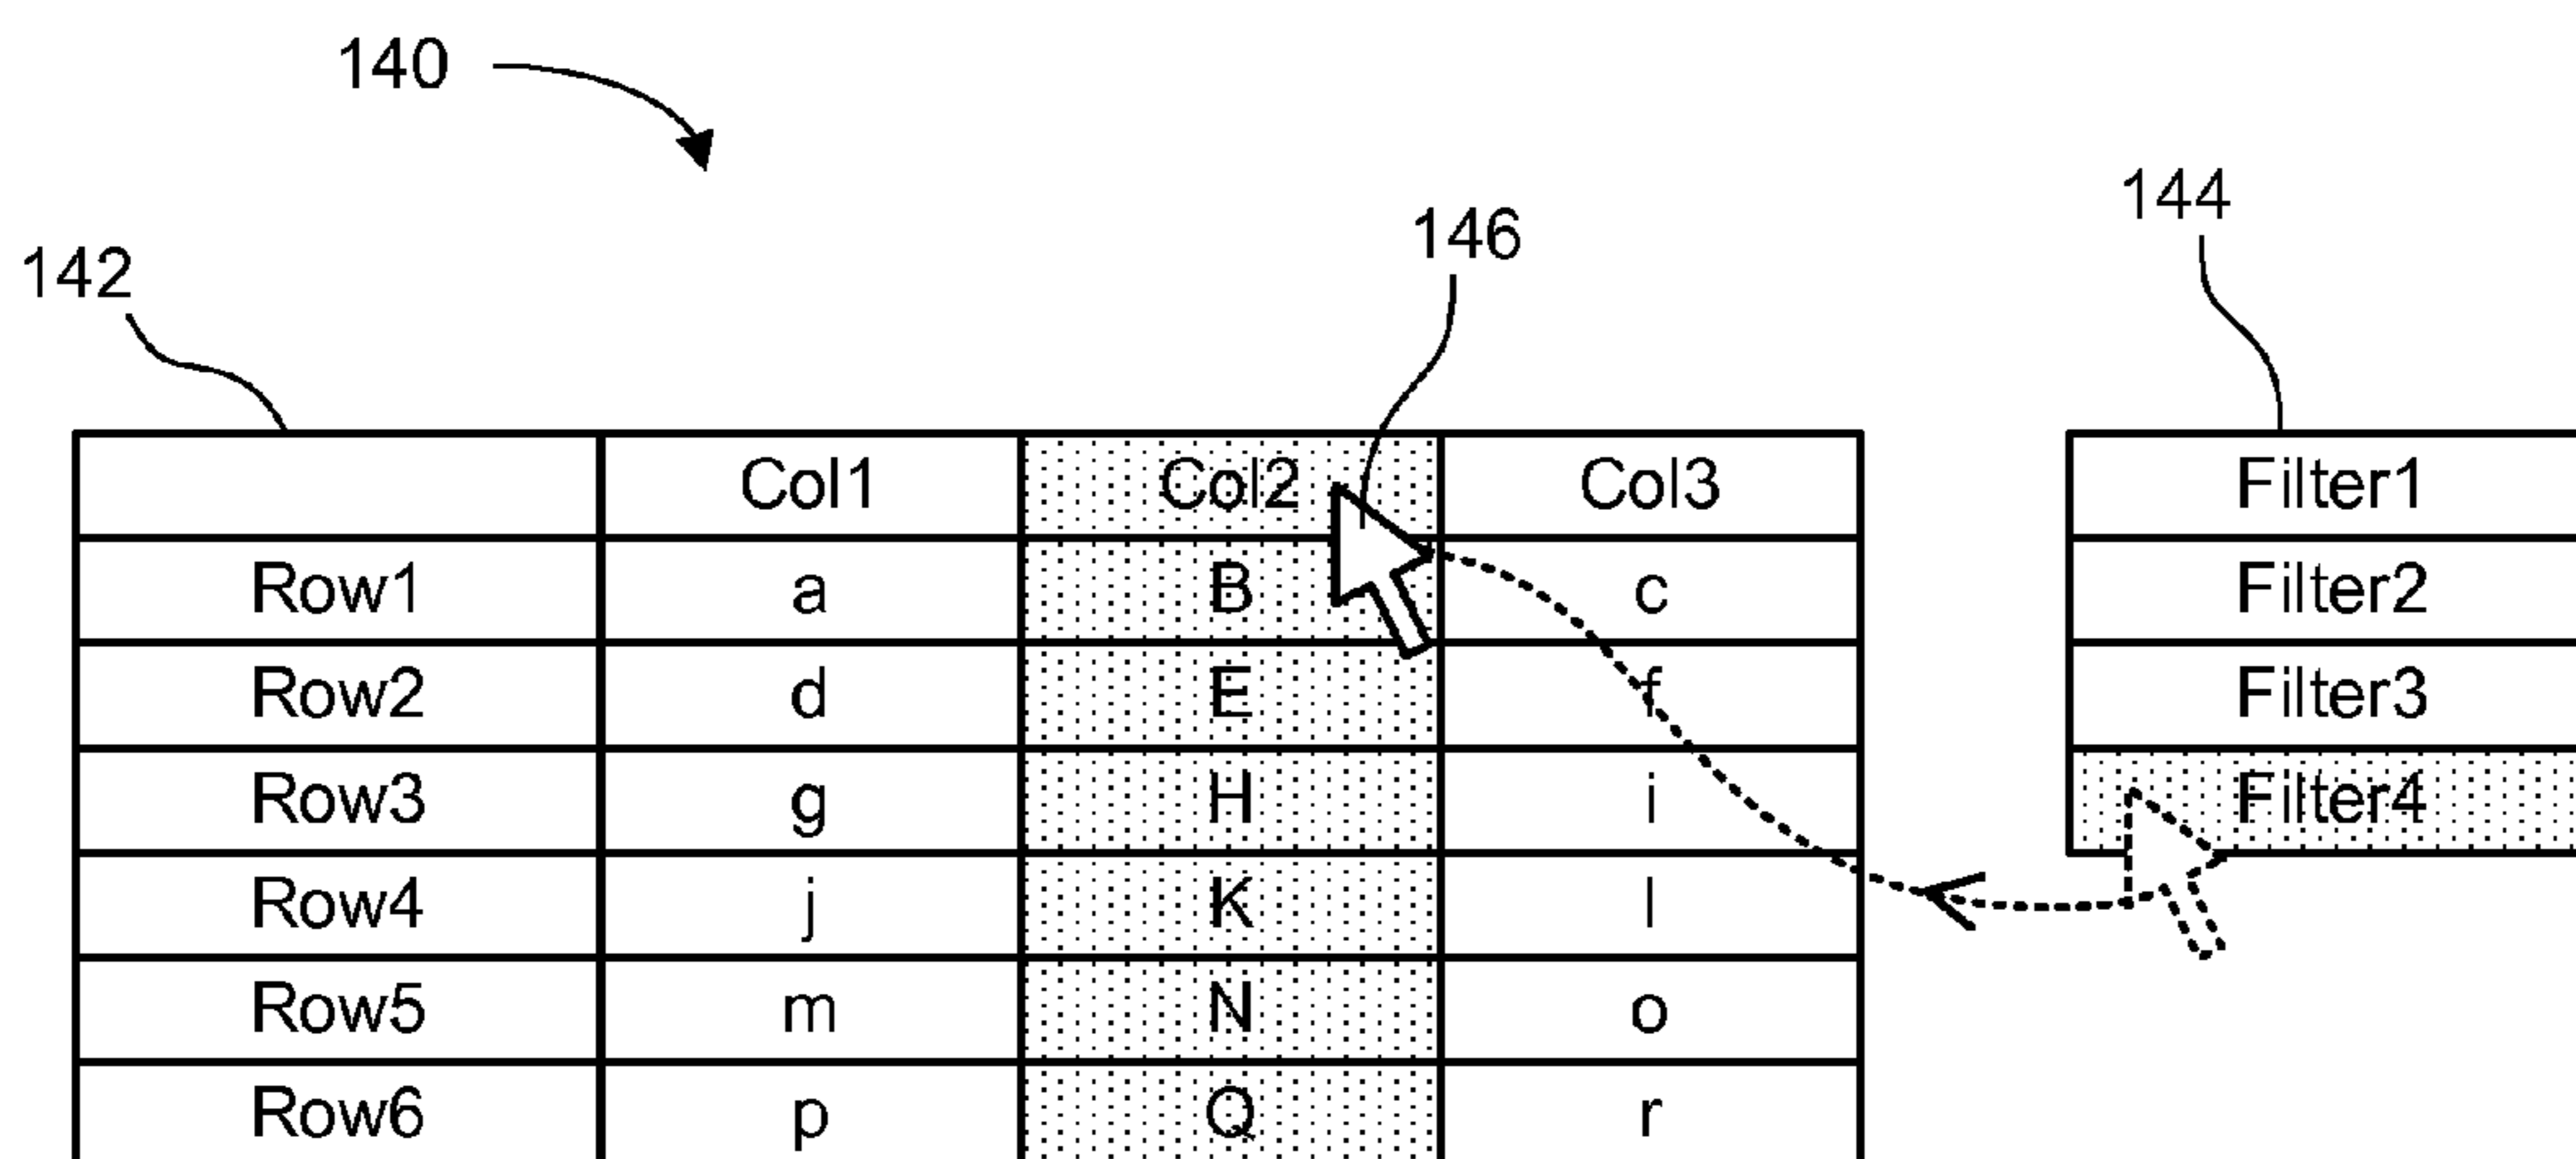 140
144
146
142
Col1 Col2 Col3 Filter1
Row1 a B c Filter2
Row2 d E f Filter3
Row3 g H i Filter4
Row4 j K l
Row5 m N o
Row6 p Q r